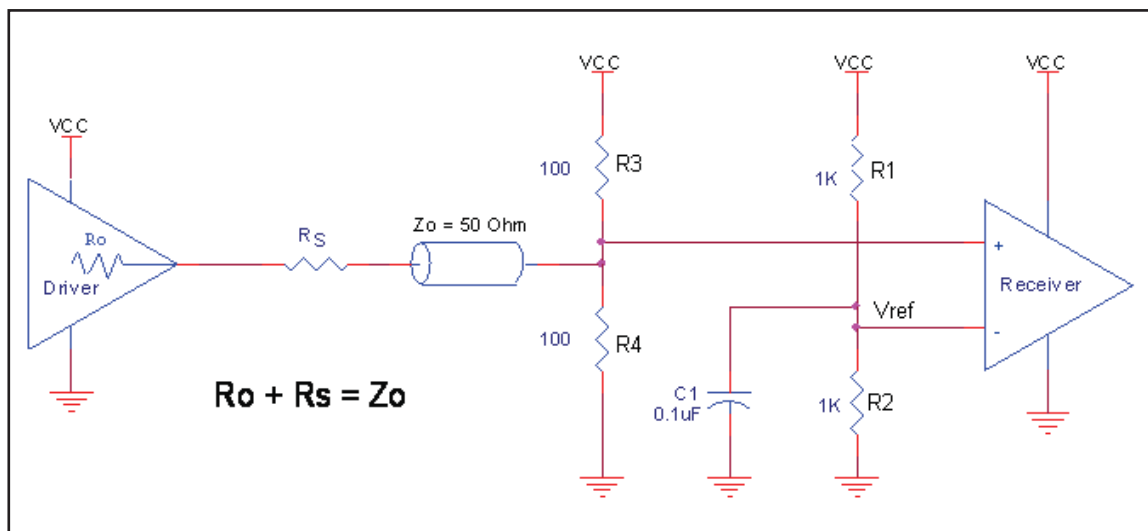 VCC
VCC
VCC
VCC
R3
100
R1
1K
Zo = 50 Ohm
RS
Ro
Driver
+
Receiver
Vref
-
R4
100
C1
0.1uF
R2
1K
Ro + Rs = Zo